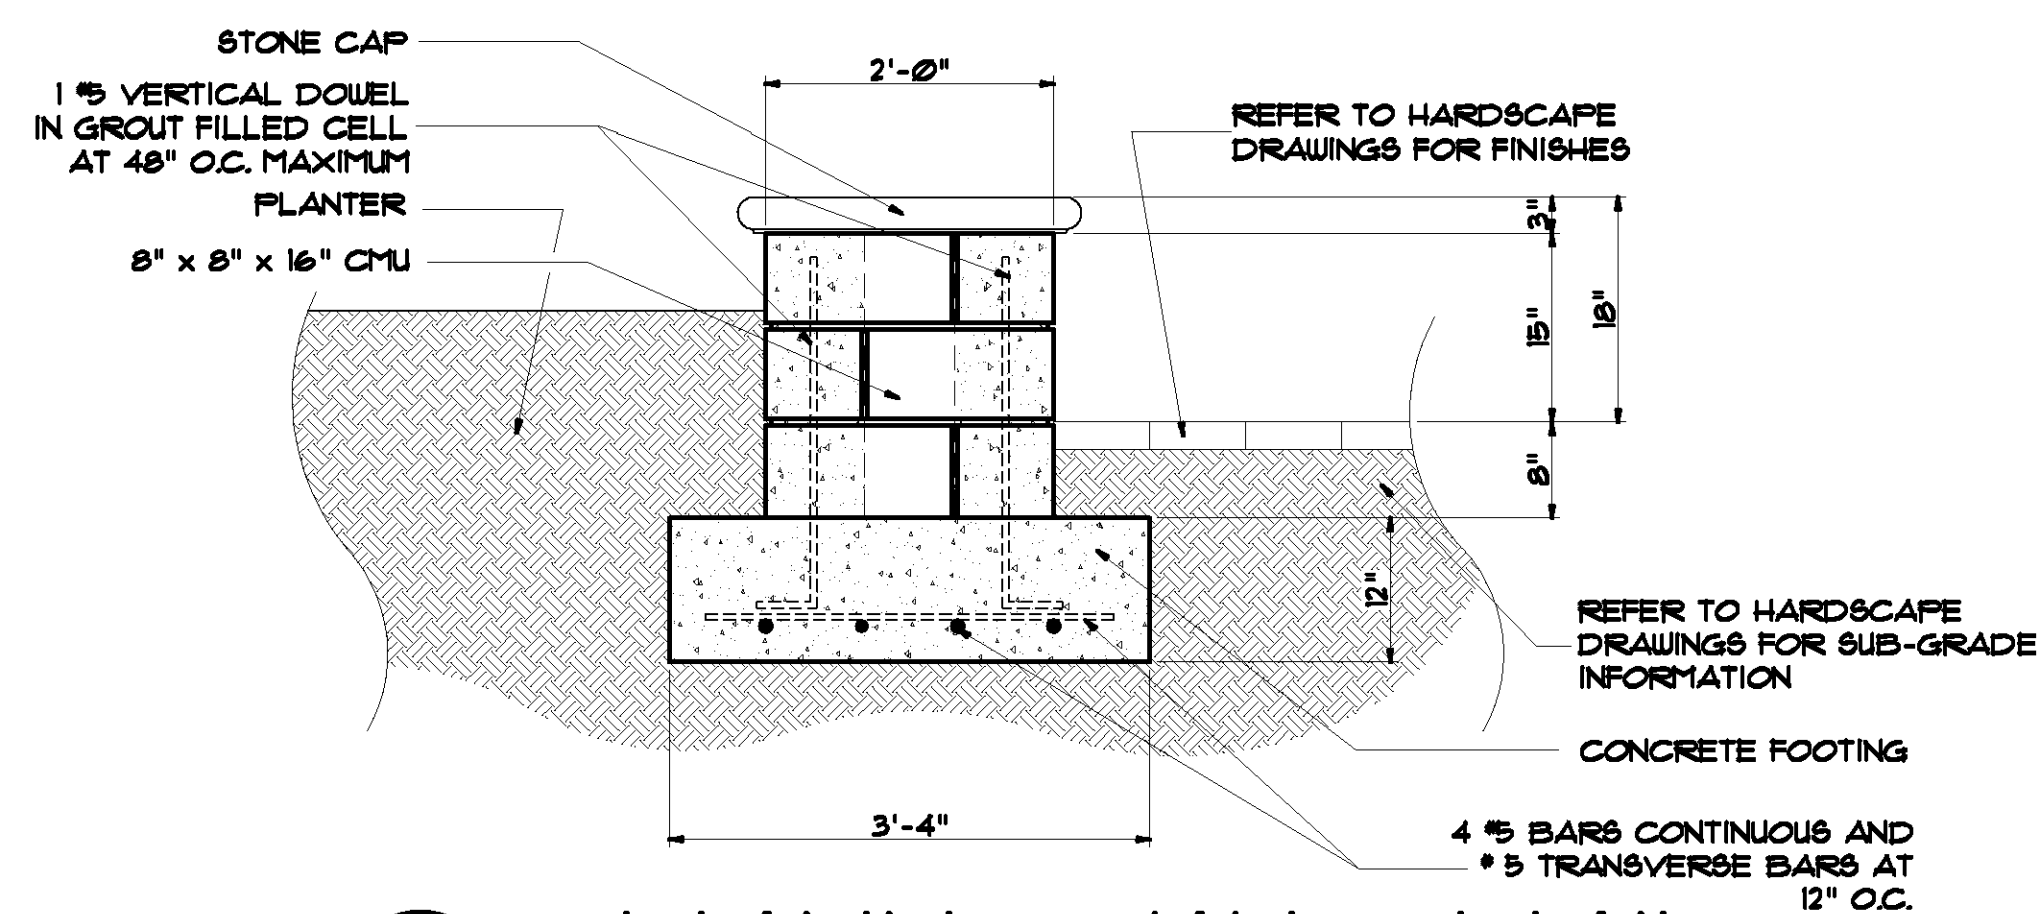 STONE CAP
1 #5 VERTICAL DOWEL
IN GROUT FILLED CELL
AT 48" O.C. MAXIMUM
PLANTER
8" x 8" x 16" CMU
2'-0"
REFER TO HARDSCAPE
DRAWINGS FOR FINISHES
3"
15"
18"
8"
12"
REFER TO HARDSCAPE
DRAWINGS FOR SUB-GRADE
INFORMATION
CONCRETE FOOTING
3'-4"
4 #5 BARS CONTINUOUS AND
# 5 TRANSVERSE BARS AT
12" O.C.